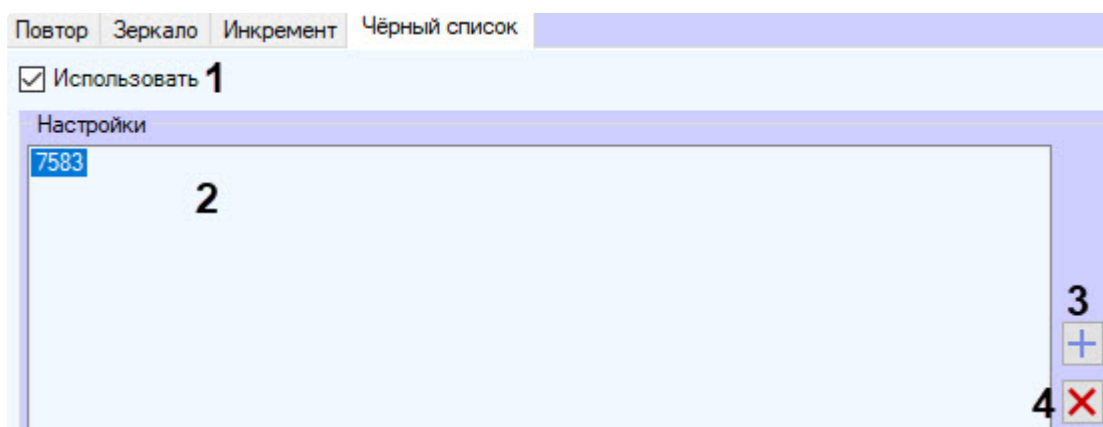 Повтор Зеркало Инкремент Чёрный список
Использовать 1
Настройки
7583
2
3
4